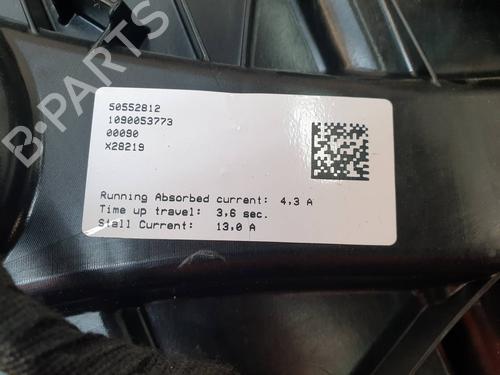 50552812
1090053773
00090
X28219
Running Absorbed current: 4,3 A
Time up travel: 3,6 sec.
Stall Current: 13,0 A
B-PARTS